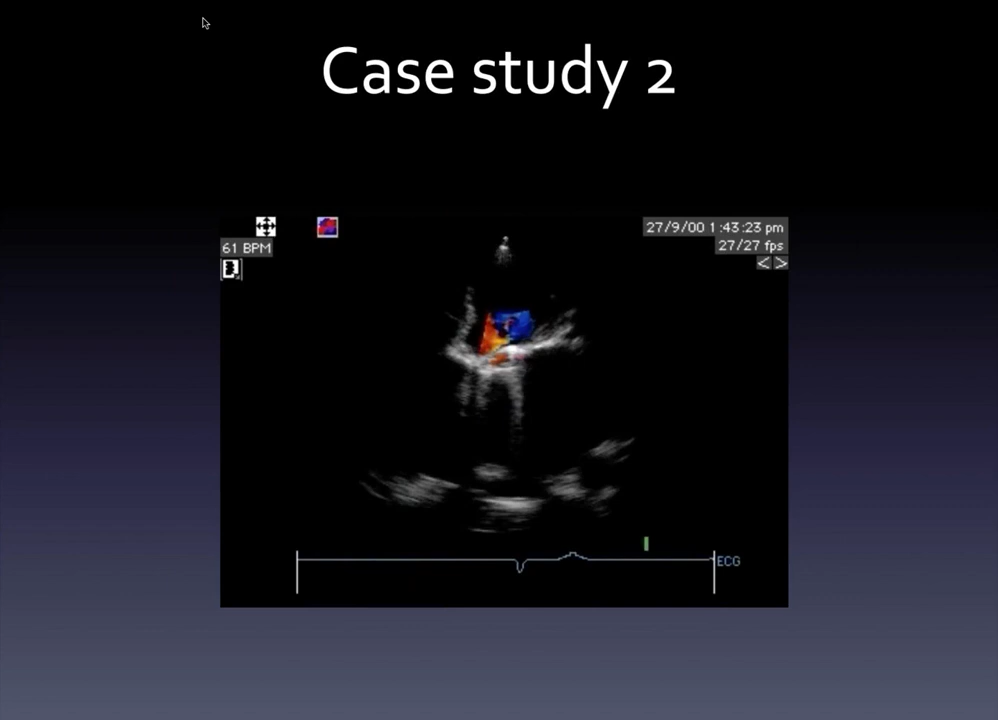 Case study 2
27/9/00 1:43:23 pm
61 BPM
27/27 fps
< >
ECG